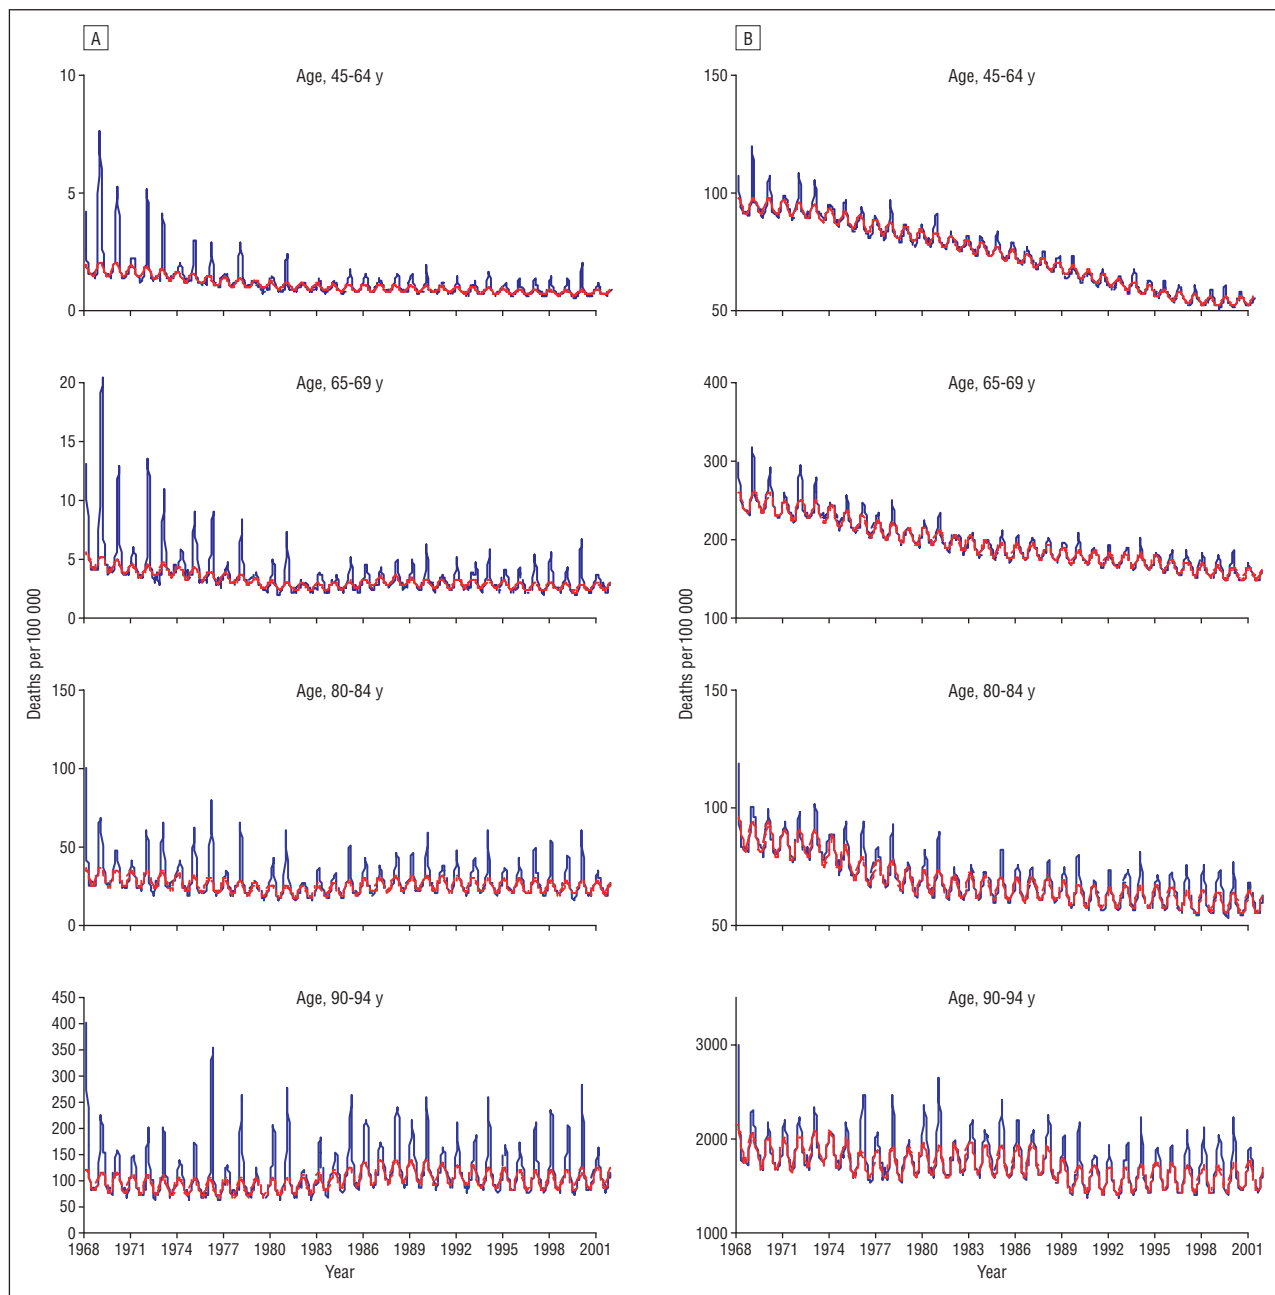 A
B
Age, 45-64 y
10
5
0
Age, 45-64 y
150
100
50
Age, 65-69 y
20
15
10
5
0
Age, 65-69 y
400
300
200
100
Deaths per 100 000
Deaths per 100 000
Age, 80-84 y
150
100
50
0
Age, 80-84 y
150
100
50
Age, 90-94 y
450
400
350
300
250
200
150
100
50
0
1968 1971 1974 1977 1980 1983 1986 1989 1992 1995 1998 2001
Year
Age, 90-94 y
3000
2000
1000
1968 1971 1974 1977 1980 1983 1986 1989 1992 1995 1998 2001
Year